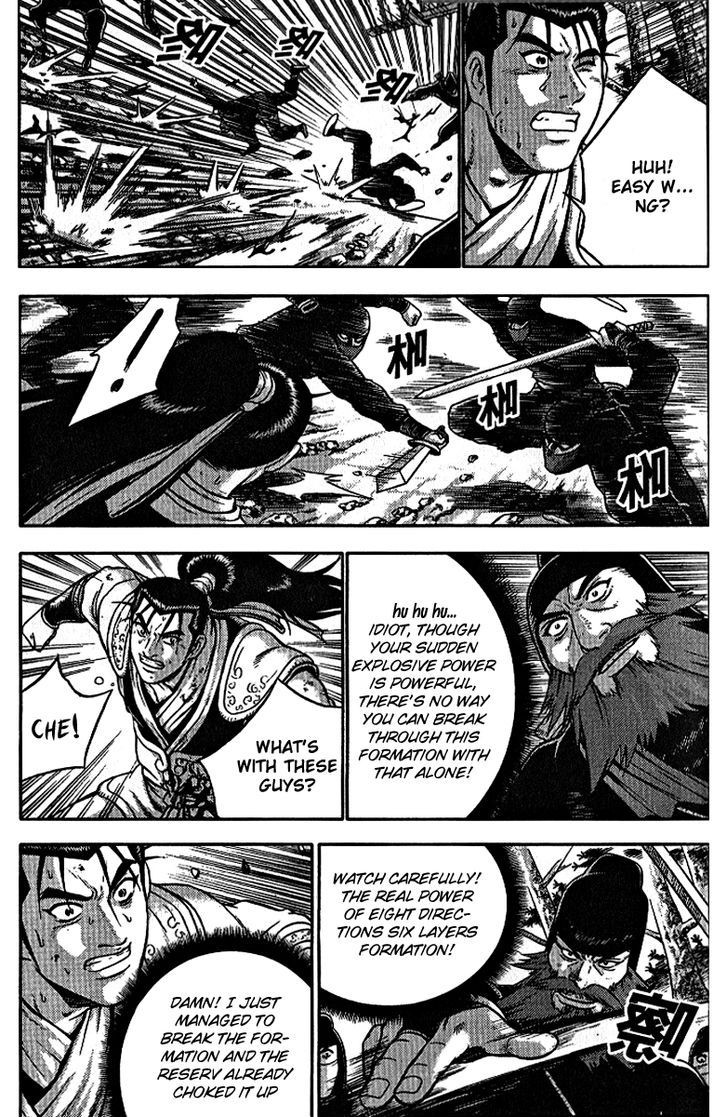 HUH!
EASY W...
NG?
!
CHE!
WHAT'S
WITH THESE
GUYS?
hu hu hu...
IDIOT, THOUGH
YOUR SUDDEN
EXPLOSIVE POWER
IS POWERFUL,
THERE'S NO WAY
YOU CAN BREAK
THROUGH THIS
FORMATION WITH
THAT ALONE!
DAMN! I JUST
MANAGED TO
BREAK THE FOR-
MATION AND THE
RESERV ALREADY
CHOKED IT UP
WATCH CAREFULLY!
THE REAL POWER
OF EIGHT DIREC-
TIONS SIX LAYERS
FORMATION!